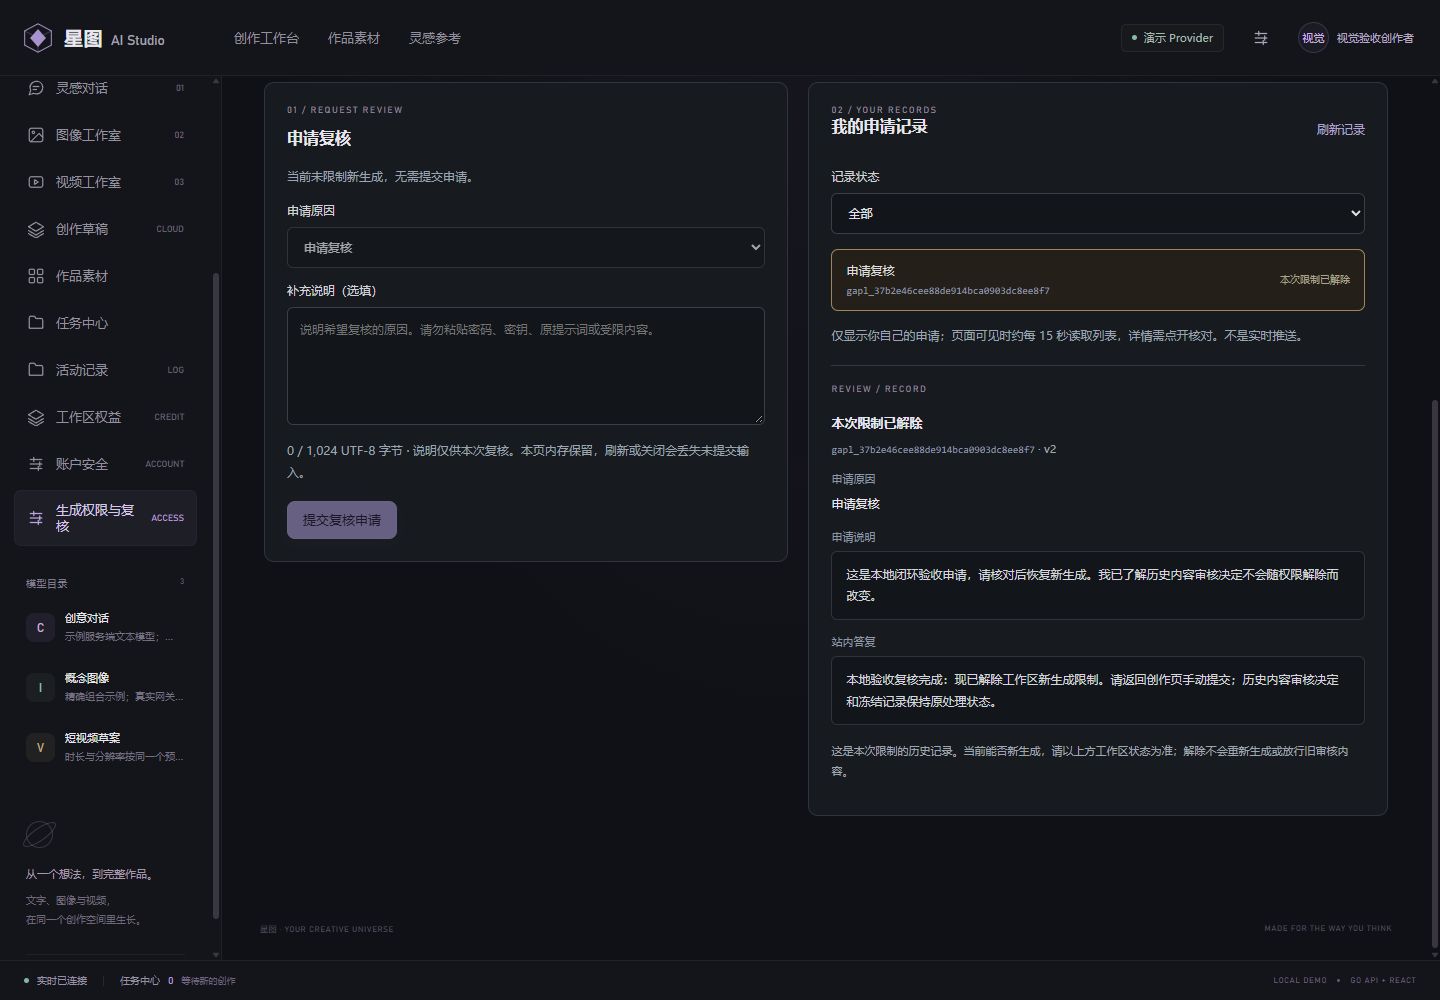 星图 AI Studio
创作工作台
作品素材
灵感参考
演示 Provider
视觉
视觉验收创作者
灵感对话 01
图像工作室 02
视频工作室 03
创作草稿 CLOUD
作品素材
任务中心
活动记录 LOG
工作区权益 CREDIT
账户安全 ACCOUNT
生成权限与复
核
ACCESS
模型目录 3
C
创意对话
示例服务端文本模型；...
I
概念图像
精确组合示例；真实网关...
V
短视频草案
时长与分辨率按同一个预...
从一个想法，到完整作品。
文字、图像与视频，
在同一个创作空间里生长。
01 / REQUEST REVIEW
申请复核
当前未限制新生成，无需提交申请。
申请原因
申请复核
补充说明（选填）
说明希望复核的原因。请勿粘贴密码、密钥、原提示词或受限内容。
0 / 1,024 UTF-8 字节 · 说明仅供本次复核。本页内存保留，刷新或关闭会丢失未提交输
入。
提交复核申请
02 / YOUR RECORDS
我的申请记录
刷新记录
记录状态
全部
申请复核
gapl_37b2e46cee88de914bca0903dc8ee8f7
本次限制已解除
仅显示你自己的申请；页面可见时约每 15 秒读取列表，详情需点开核对。不是实时推送。
REVIEW / RECORD
本次限制已解除
gapl_37b2e46cee88de914bca0903dc8ee8f7 · v2
申请原因
申请复核
申请说明
这是本地闭环验收申请，请核对后恢复新生成。我已了解历史内容审核决定不会随权限解除而
改变。
站内答复
本地验收复核完成：现已解除工作区新生成限制。请返回创作页手动提交；历史内容审核决定
和冻结记录保持原处理状态。
这是本次限制的历史记录。当前能否新生成，请以上方工作区状态为准；解除不会重新生成或放行旧审核内
容。
星图 · YOUR CREATIVE UNIVERSE
MADE FOR THE WAY YOU THINK
实时已连接
任务中心 0 等待新的创作
LOCAL DEMO • GO API + REACT